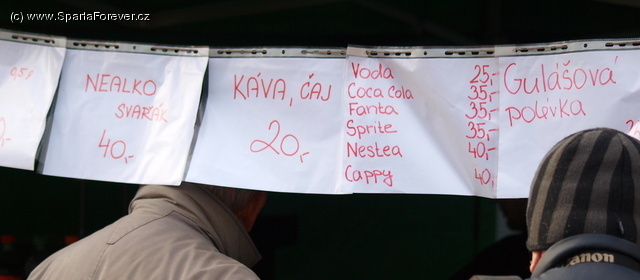 (c) www.SpartaForever.cz
NEALKO
SVAŘÁK
40,-
KÁVA, ČAJ
20,-
Voda 25,-
Coca Cola 35,-
Fanta 35,-
Sprite 35,-
Nestea 40,-
Cappy 40,-
Gulášová
polévka
Canon